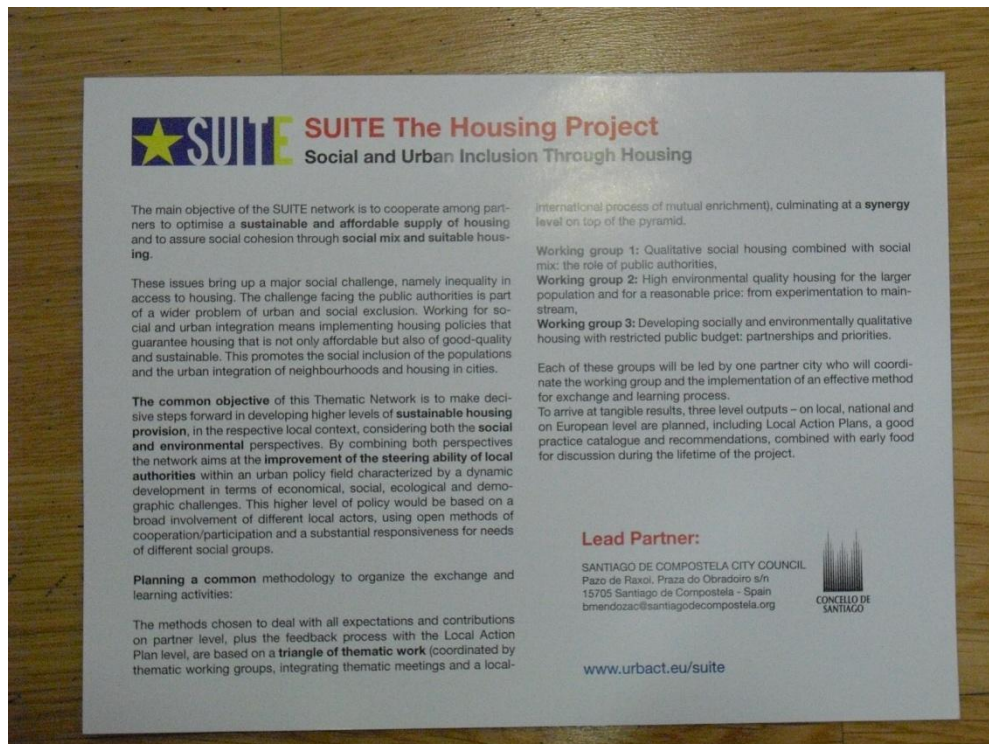 SUITE
SUITE The Housing Project
Social and Urban Inclusion Through Housing
The main objective of the SUITE network is to cooperate among part-
ners to optimise a sustainable and affordable supply of housing
and to assure social cohesion through social mix and suitable hous-
ing.
These issues bring up a major social challenge, namely inequality in
access to housing. The challenge facing the public authorities is part
of a wider problem of urban and social exclusion. Working for so-
cial and urban integration means implementing housing policies that
guarantee housing that is not only affordable but also of good-quality
and sustainable. This promotes the social inclusion of the populations
and the urban integration of neighbourhoods and housing in cities.
The common objective of this Thematic Network is to make deci-
sive steps forward in developing higher levels of sustainable housing
provision, in the respective local context, considering both the social
and environmental perspectives. By combining both perspectives
the network aims at the improvement of the steering ability of local
authorities within an urban policy field characterized by a dynamic
development in terms of economical, social, ecological and demo-
graphic challenges. This higher level of policy would be based on a
broad involvement of different local actors, using open methods of
cooperation/participation and a substantial responsiveness for needs
of different social groups.
Planning a common methodology to organize the exchange and
learning activities:
The methods chosen to deal with all expectations and contributions
on partner level, plus the feedback process with the Local Action
Plan level, are based on a triangle of thematic work (coordinated by
thematic working groups, integrating thematic meetings and a local-
international process of mutual enrichment), culminating at a synergy
level on top of the pyramid.
Working group 1: Qualitative social housing combined with social
mix: the role of public authorities,
Working group 2: High environmental quality housing for the larger
population and for a reasonable price: from experimentation to main-
stream,
Working group 3: Developing socially and environmentally qualitative
housing with restricted public budget: partnerships and priorities.
Each of these groups will be led by one partner city who will coordi-
nate the working group and the implementation of an effective method
for exchange and learning process.
To arrive at tangible results, three level outputs – on local, national and
on European level are planned, including Local Action Plans, a good
practice catalogue and recommendations, combined with early food
for discussion during the lifetime of the project.
Lead Partner:
SANTIAGO DE COMPOSTELA CITY COUNCIL
Pazo de Raxoi. Praza do Obradoiro s/n
15705 Santiago de Compostela - Spain
bmendozac@santiagodecompostela.org
CONCELLO DE
SANTIAGO
www.urbact.eu/suite